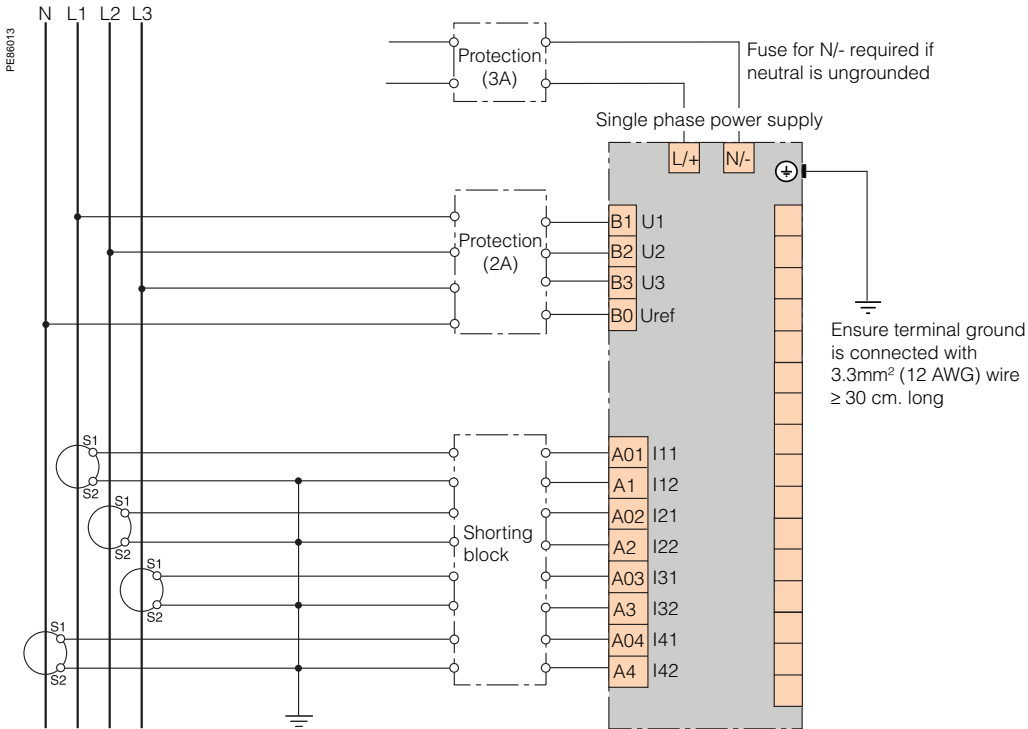 PE86013
N L1 L2 L3
Protection
(3A)
Fuse for N/- required if
neutral is ungrounded
Single phase power supply
L/+ N/-
Protection
(2A)
B1 U1
B2 U2
B3 U3
B0 Uref
Ensure terminal ground
is connected with
3.3mm² (12 AWG) wire
≥ 30 cm. long
S1
S2
S1
S2
S1
S2
S1
S2
Shorting
block
A01 I11
A1 I12
A02 I21
A2 I22
A03 I31
A3 I32
A04 I41
A4 I42